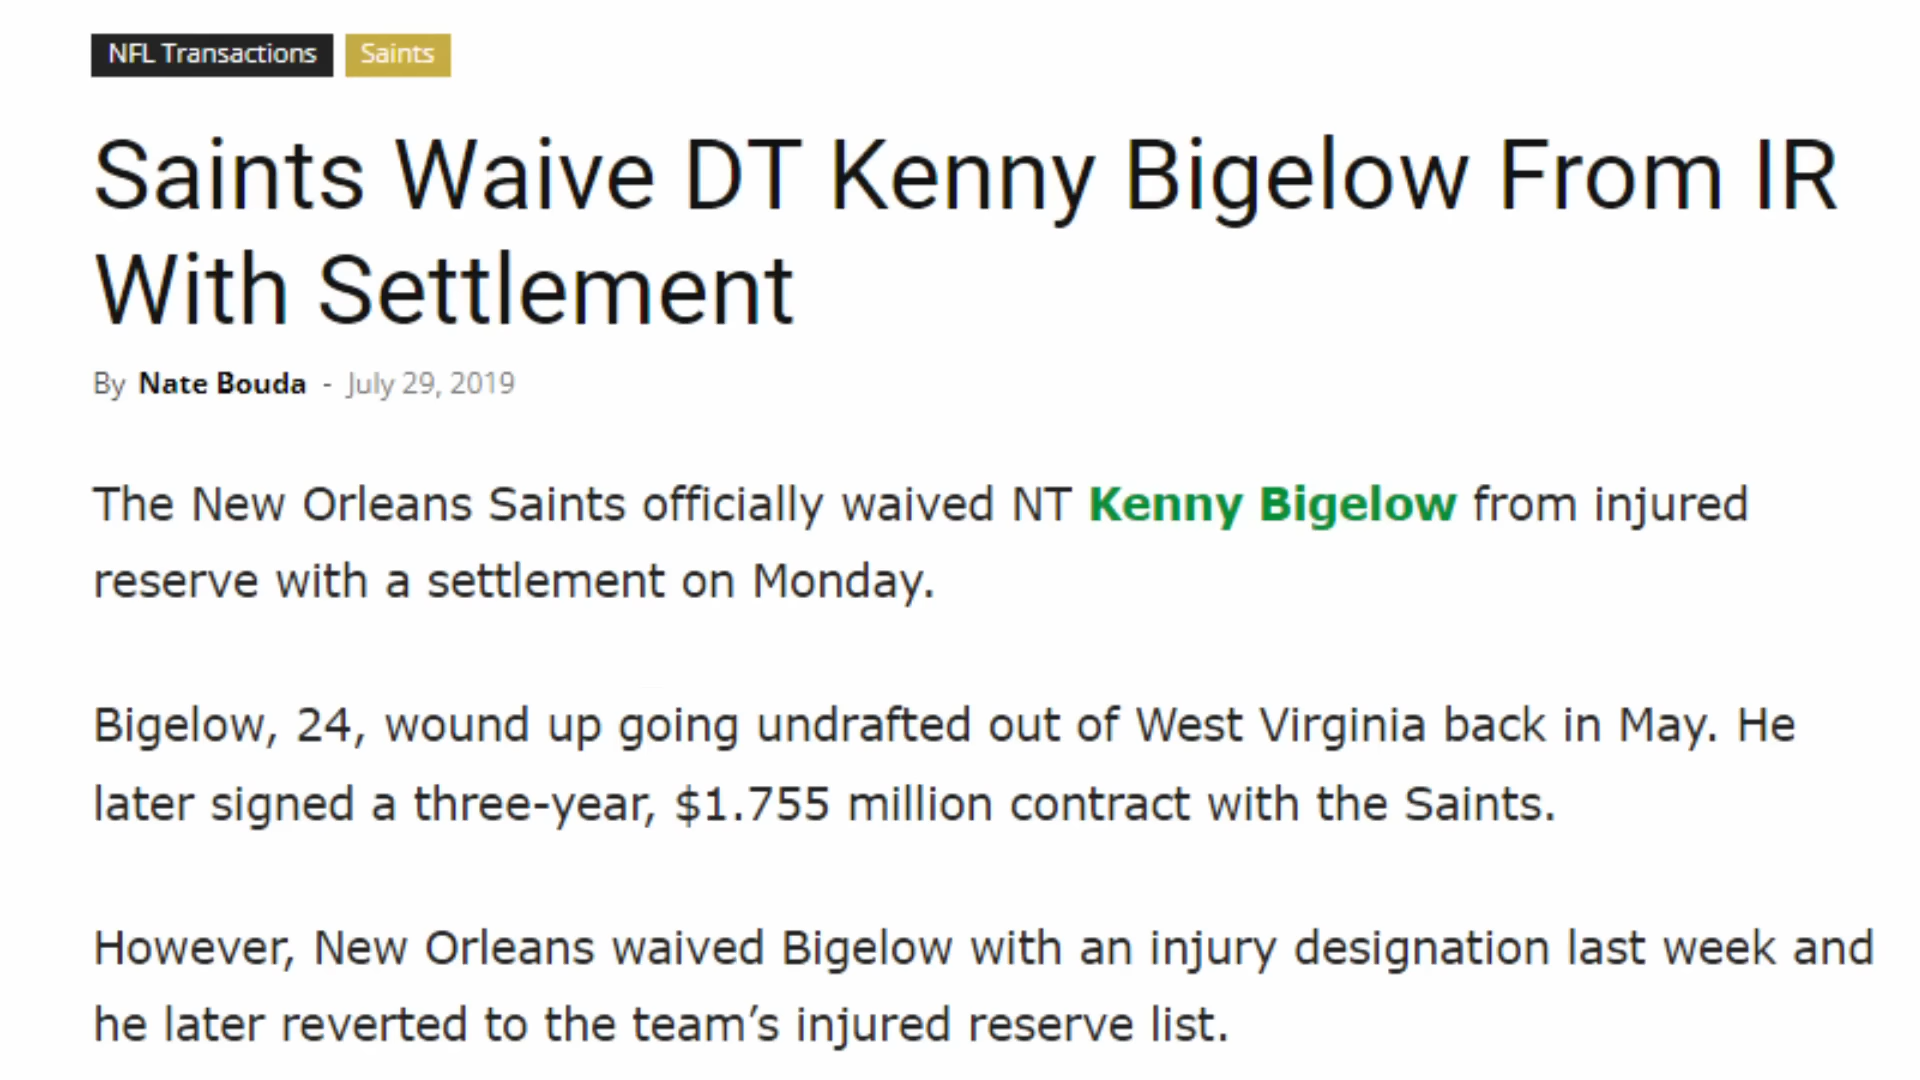 NFL Transactions Saints
Saints Waive DT Kenny Bigelow From IR
With Settlement
By Nate Bouda - July 29, 2019
The New Orleans Saints officially waived NT Kenny Bigelow from injured
reserve with a settlement on Monday.
Bigelow, 24, wound up going undrafted out of West Virginia back in May. He
later signed a three-year, $1.755 million contract with the Saints.
However, New Orleans waived Bigelow with an injury designation last week and
he later reverted to the team’s injured reserve list.